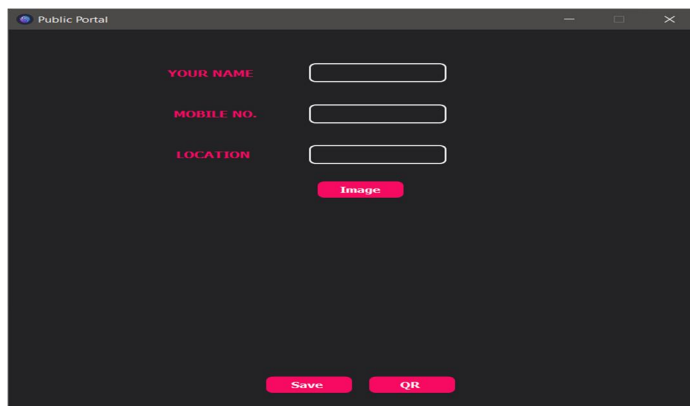 Public Portal
YOUR NAME
MOBILE NO.
LOCATION
Image
Save QR